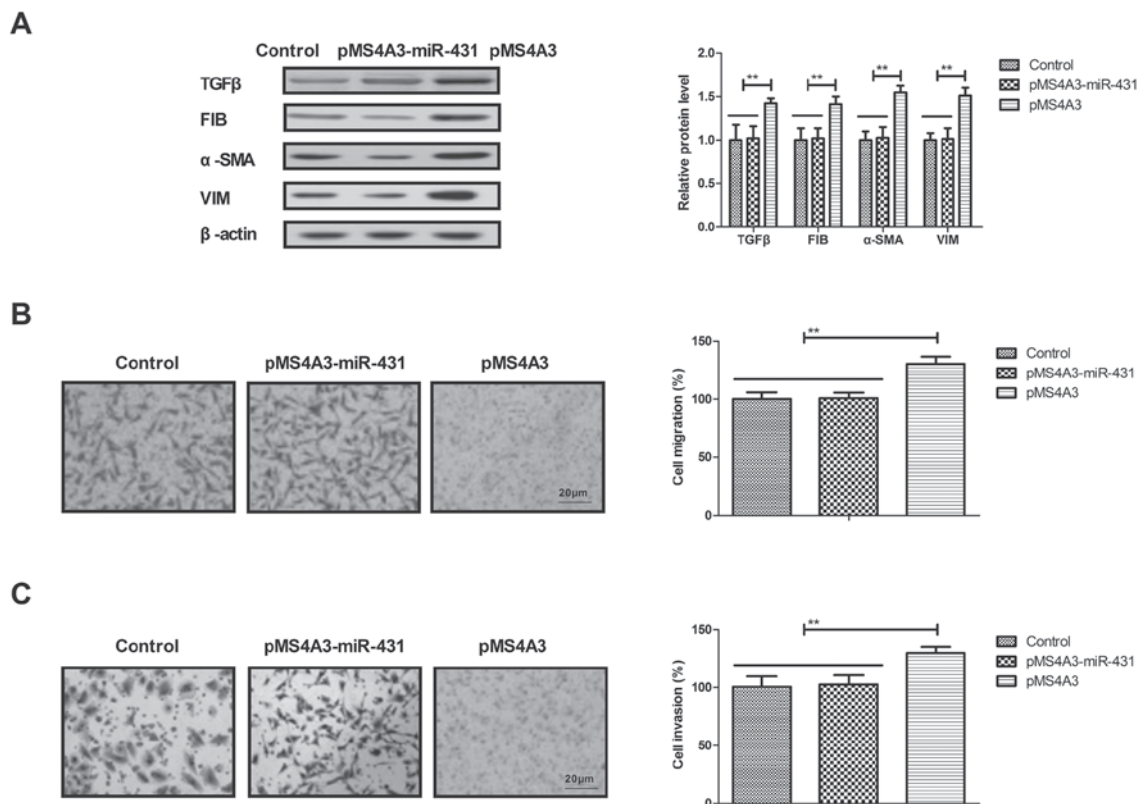 A
Control pMS4A3-miR-431 pMS4A3
TGFβ
FIB
α -SMA
VIM
β -actin
Relative protein level
2.0
1.5
1.0
0.5
0.0
** ** ** **
TGFβ FIB α-SMA VIM
Control
pMS4A3-miR-431
pMS4A3
B
Control pMS4A3-miR-431 pMS4A3
20μm
Cell migration (%)
150
100
50
0
**
Control
pMS4A3-miR-431
pMS4A3
C
Control pMS4A3-miR-431 pMS4A3
20μm
Cell invasion (%)
150
100
50
0
**
Control
pMS4A3-miR-431
pMS4A3